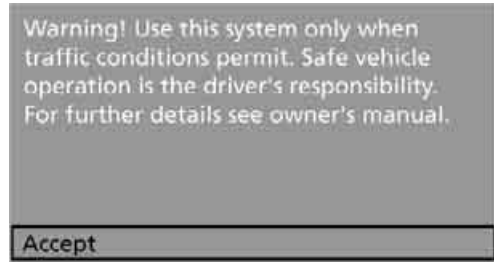 Warning! Use this system only when
traffic conditions permit. Safe vehicle
operation is the driver's responsibility.
For further details see owner's manual.
Accept